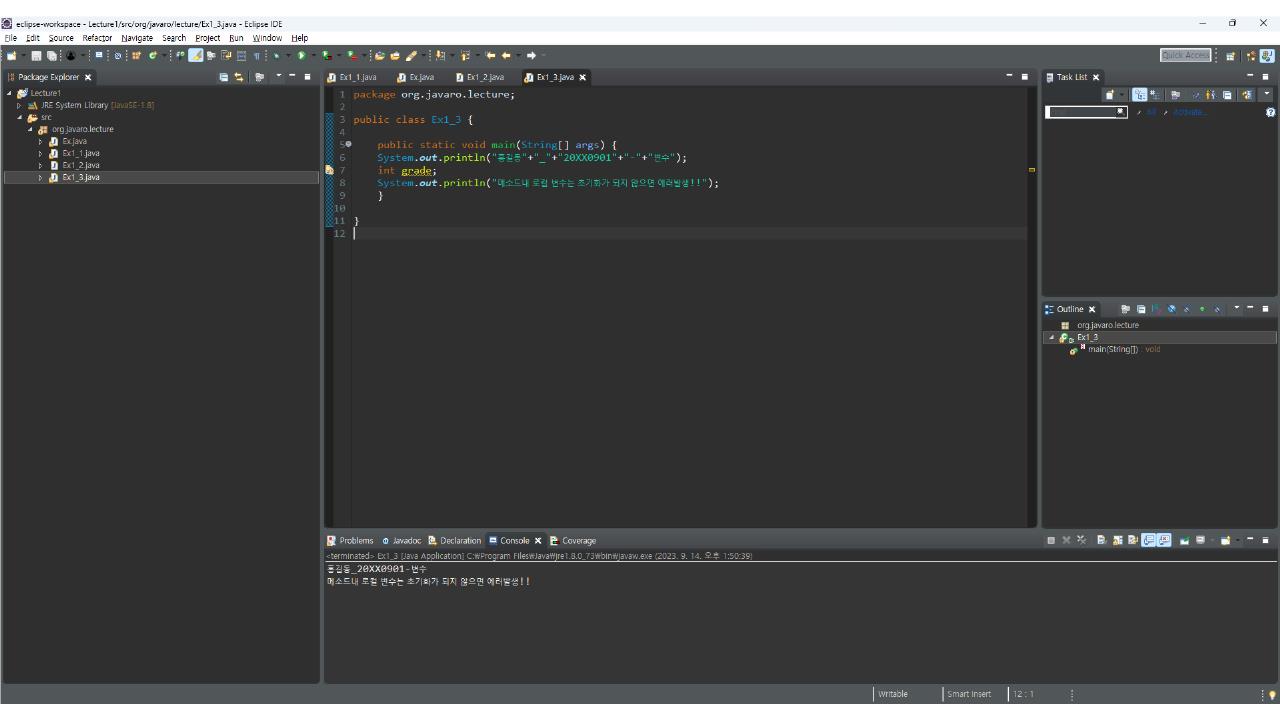 eclipse-workspace - Lecture1/src/org/javaro/lecture/Ex1_3.java - Eclipse IDE
File Edit Source Refactor Navigate Search Project Run Window Help
Quick Access
Package Explorer
Lecture1
JRE System Library [JavaSE-1.8]
src
org.javaro.lecture
Ex.java
Ex1_1.java
Ex1_2.java
Ex1_3.java
Ex1_1.java Ex.java Ex1_2.java Ex1_3.java
1 package org.javaro.lecture;
2
3 public class Ex1_3 {
4
5 public static void main(String[] args) {
6 System.out.println("홍길동"+"_"+"20XX0901"+"-"+"변수");
7 int grade;
8 System.out.println("메소드내 로컬 변수는 초기화가 되지 않으면 에러발생!!");
9 }
10
11 }
12
Task List
All Activate...
Outline
org.javaro.lecture
Ex1_3
main(String[]) : void
Problems Javadoc Declaration Console Coverage
<terminated> Ex1_3 [Java Application] C:₩Program Files₩Java₩jre1.8.0_73₩bin₩javaw.exe (2023. 9. 14. 오후 1:50:39)
홍길동_20XX0901-변수
메소드내 로컬 변수는 초기화가 되지 않으면 에러발생!!
Writable Smart Insert 12 : 1